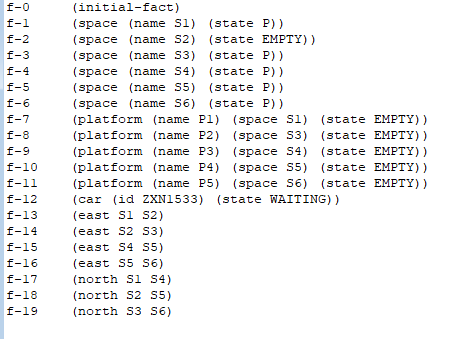 f-0 (initial-fact)
f-1 (space (name S1) (state P))
f-2 (space (name S2) (state EMPTY))
f-3 (space (name S3) (state P))
f-4 (space (name S4) (state P))
f-5 (space (name S5) (state P))
f-6 (space (name S6) (state P))
f-7 (platform (name P1) (space S1) (state EMPTY))
f-8 (platform (name P2) (space S3) (state EMPTY))
f-9 (platform (name P3) (space S4) (state EMPTY))
f-10 (platform (name P4) (space S5) (state EMPTY))
f-11 (platform (name P5) (space S6) (state EMPTY))
f-12 (car (id ZXN1533) (state WAITING))
f-13 (east S1 S2)
f-14 (east S2 S3)
f-15 (east S4 S5)
f-16 (east S5 S6)
f-17 (north S1 S4)
f-18 (north S2 S5)
f-19 (north S3 S6)